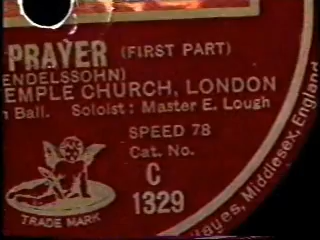 PRAYER (FIRST PART)
ENDELSSOHN)
EMPLE CHURCH, LONDON
n Ball. Soloist: Master E. Lough
SPEED 78
Cat. No.
C
1329
TRADE MARK
ayes, Middlesex, England